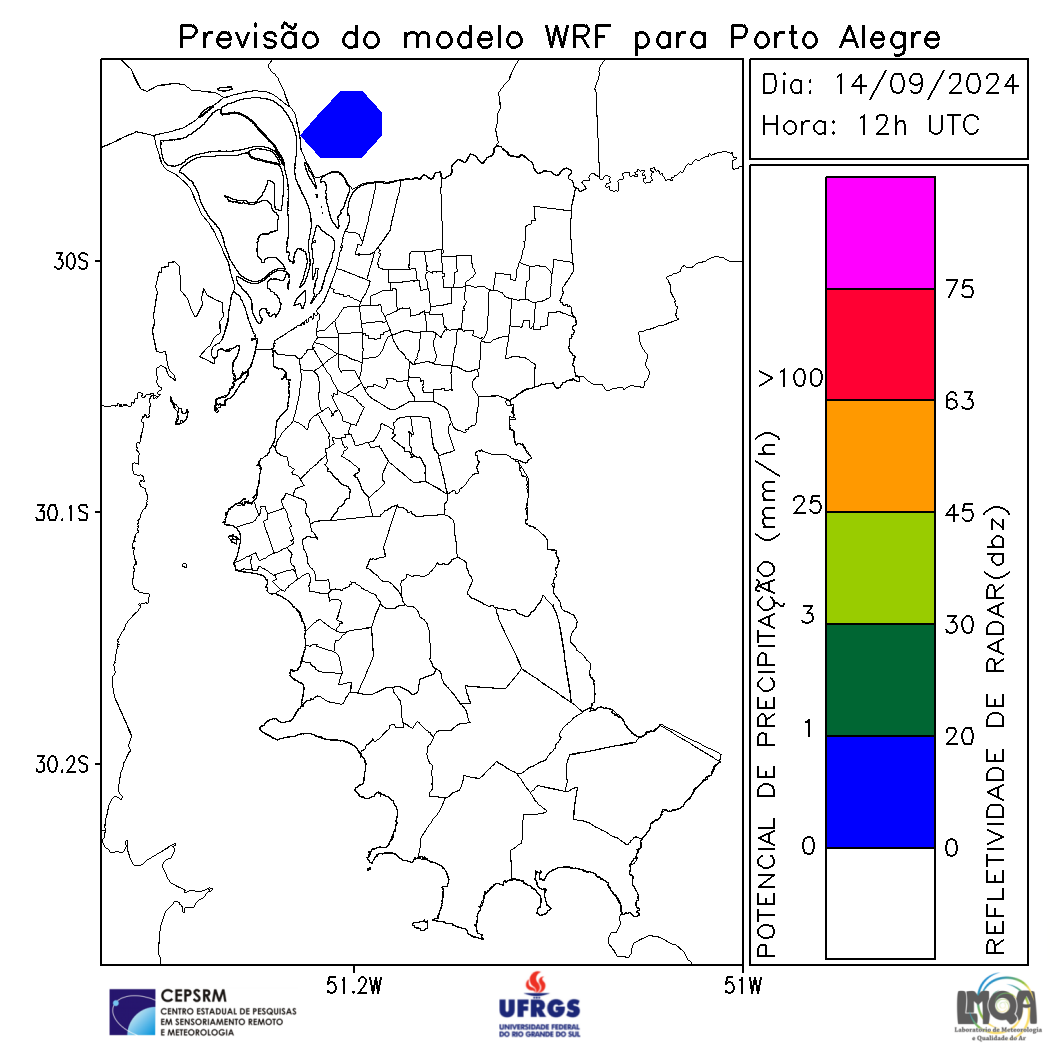 Previsão do modelo WRF para Porto Alegre
Dia: 14/09/2024
Hora: 12h UTC
30S
30.1S
30.2S
51.2W
51W
POTENCIAL DE PRECIPITAÇÃO (mm/h)
>100
25
3
1
0
75
63
45
30
20
0
REFLETIVIDADE DE RADAR(dbz)
CEPSRM
CENTRO ESTADUAL DE PESQUISAS
EM SENSORIAMENTO REMOTO
E METEOROLOGIA
UFRGS
UNIVERSIDADE FEDERAL
DO RIO GRANDE DO SUL
LMQA
Laboratório de Meteorologia
e Qualidade do Ar